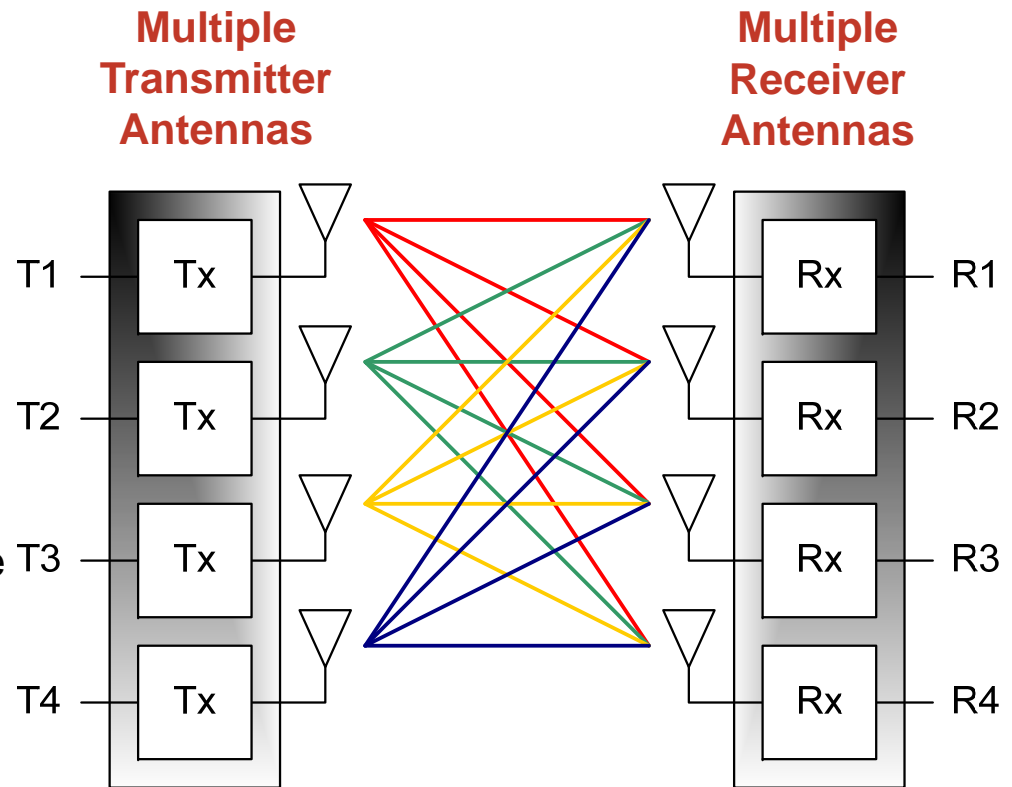 Multiple
Transmitter
Antennas
Multiple
Receiver
Antennas
T1 Tx Rx R1
T2 Tx Rx R2
e T3 Tx Rx R3
T4 Tx Rx R4